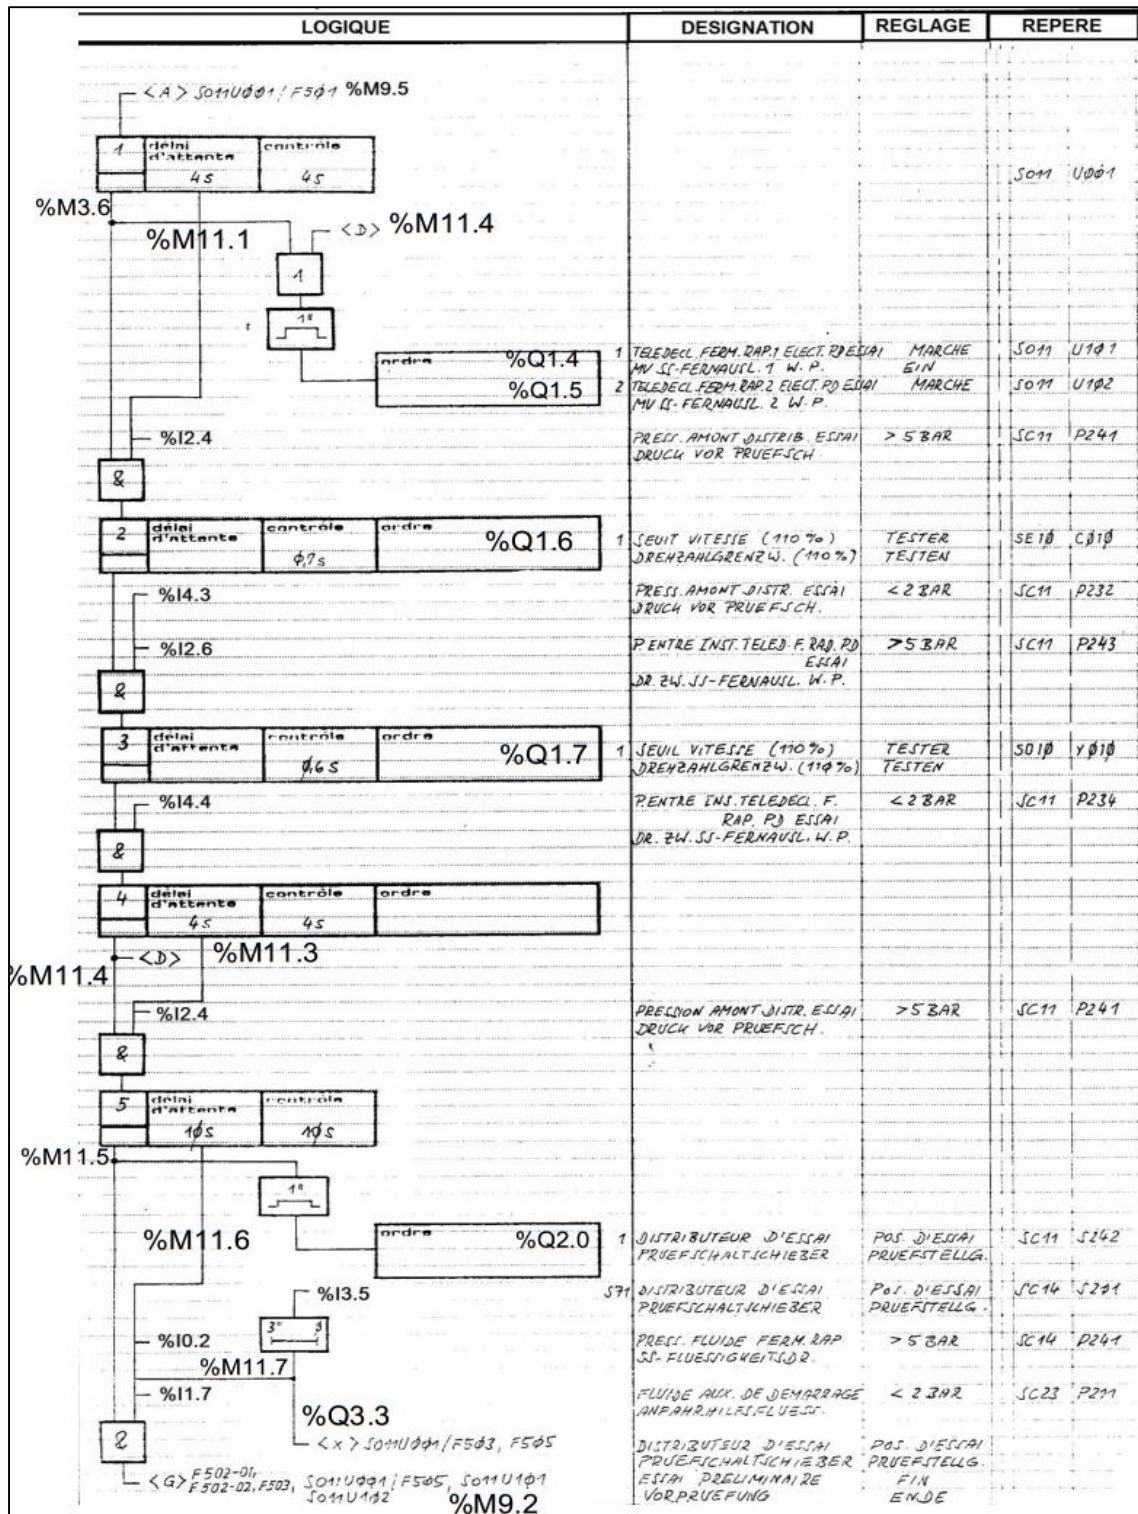 LOGIQUE DESIGNATION REGLAGE REPERE
<A> S011U001/F501 %M9.5
1 délai d'attente contrôle
4s 4s
S011 U001
%M3.6
%M11.1 <D> %M11.4
1
1"
ordre %Q1.4 1 TELEDECL. FERM. RAP.1 ELECT. PD ESSAI MARCHE S011 U101
MV SS-FERNAUSL. 1 W.P. EIN
%Q1.5 2 TELEDECL. FERM. RAP.2 ELECT. PD ESSAI MARCHE S011 U102
MV SS-FERNAUSL. 2 W.P.
%I2.4 PRESS. AMONT DISTRIB. ESSAI > 5 BAR SC11 P241
DRUCK VOR PRUEFSCH.
&
2 délai d'attente contrôle ordre %Q1.6 1 SEUIT VITESSE (110%) TESTER SE10 C010
0,7s DREHZAHLGRENZW. (110%) TESTEN
%I4.3 PRESS. AMONT DISTR. ESSAI < 2 BAR SC11 P232
DRUCK VOR PRUEFSCH.
%I2.6 P. ENTRE INST. TELED. F. RAD. PD > 5 BAR SC11 P243
ESSAI
& DR. ZW. SS-FERNAUSL. W.P.
3 délai d'attente contrôle ordre %Q1.7 1 SEUIL VITESSE (110%) TESTER S010 Y010
0,6 s DREHZAHLGRENZW. (110%) TESTEN
%I4.4 P. ENTRE INS. TELEDECL. F. < 2 BAR SC11 P234
RAP. PD ESSAI
& DR. ZW. SS-FERNAUSL. W.P.
4 délai d'attente contrôle ordre
4s 4s
<D> %M11.3
%M11.4
%I2.4 PRESSION AMONT DISTR. ESSAI > 5 BAR SC11 P241
DRUCK VOR PRUEFSCH.
&
5 délai d'attente contrôle
10s 10s
%M11.5
1"
%M11.6 ordre %Q2.0 1 DISTRIBUTEUR D'ESSAI POS. D'ESSAI SC11 S242
PRUEFSCHALTSCHIEBER PRUEFSTELLG.
%I3.5 S71 DISTRIBUTEUR D'ESSAI POS. D'ESSAI SC14 S201
PRUEFSCHALTSCHIEBER PRUEFSTELLG.
3" 0
%I0.2 PRESS. FLUIDE FERM. RAP. > 5 BAR SC14 P241
SS-FLUESSIGKEITSDR.
%M11.7
%I1.7 FLUIDE AUX. DE DEMARRAGE < 2 BAR SC23 P211
ANFAHRHILFSFLUESS.
%Q3.3
& <X> S011U001/F503, F505
DISTRIBUTEUR D'ESSAI POS. D'ESSAI
PRUEFSCHALTSCHIEBER PRUEFSTELLG.
<G> F502-01, F502-02, F503, S011U001/F505, S011U101 ESSAI PRELIMINAIRE FIN
S011U102 %M9.2 VORPRUEFUNG ENDE